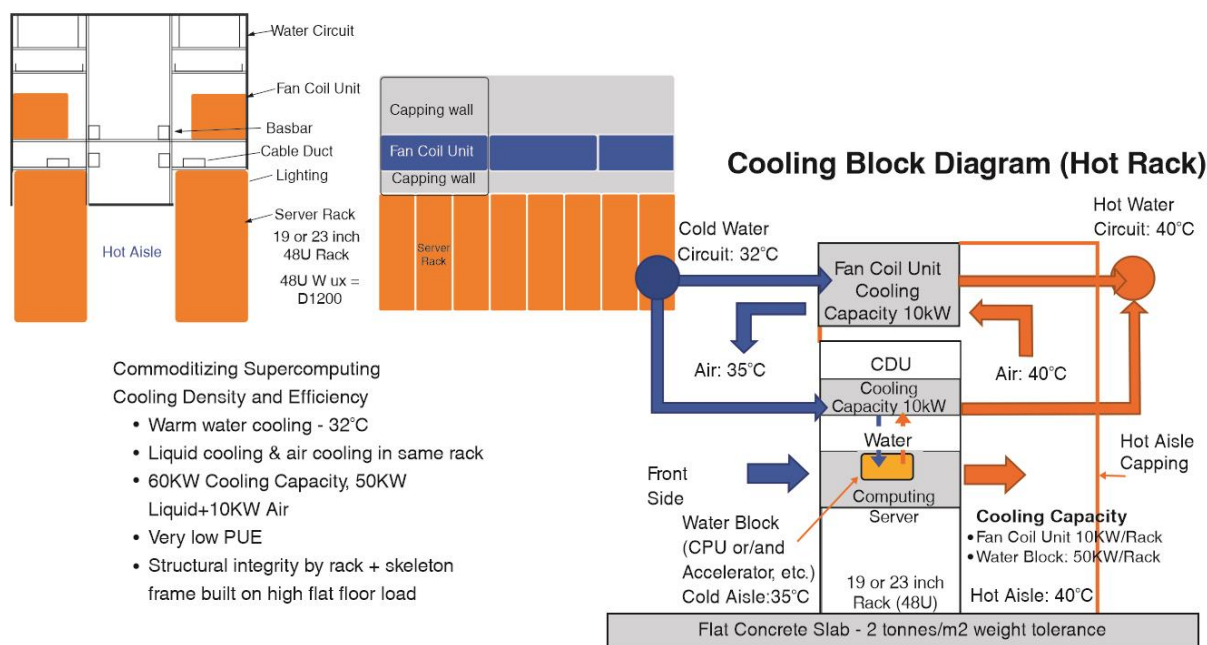 Water Circuit
Fan Coil Unit
Basbar
Cable Duct
Lighting
Server Rack
19 or 23 inch
48U Rack
48U W ux =
D1200
Hot Aisle
Capping wall
Fan Coil Unit
Capping wall
Server
Rack
Commoditizing Supercomputing
Cooling Density and Efficiency
• Warm water cooling - 32°C
• Liquid cooling & air cooling in same rack
• 60KW Cooling Capacity, 50KW
Liquid+10KW Air
• Very low PUE
• Structural integrity by rack + skeleton
frame built on high flat floor load
Cooling Block Diagram (Hot Rack)
Cold Water
Circuit: 32°C
Hot Water
Circuit: 40°C
Fan Coil Unit
Cooling
Capacity 10kW
Air: 35°C
Air: 40°C
CDU
Cooling
Capacity 10kW
Water
Front
Side
Computing
Server
Hot Aisle
Capping
Water Block
(CPU or/and
Accelerator, etc.)
Cold Aisle:35°C
19 or 23 inch
Rack (48U)
Cooling Capacity
•Fan Coil Unit 10KW/Rack
•Water Block: 50KW/Rack
Hot Aisle: 40°C
Flat Concrete Slab - 2 tonnes/m2 weight tolerance